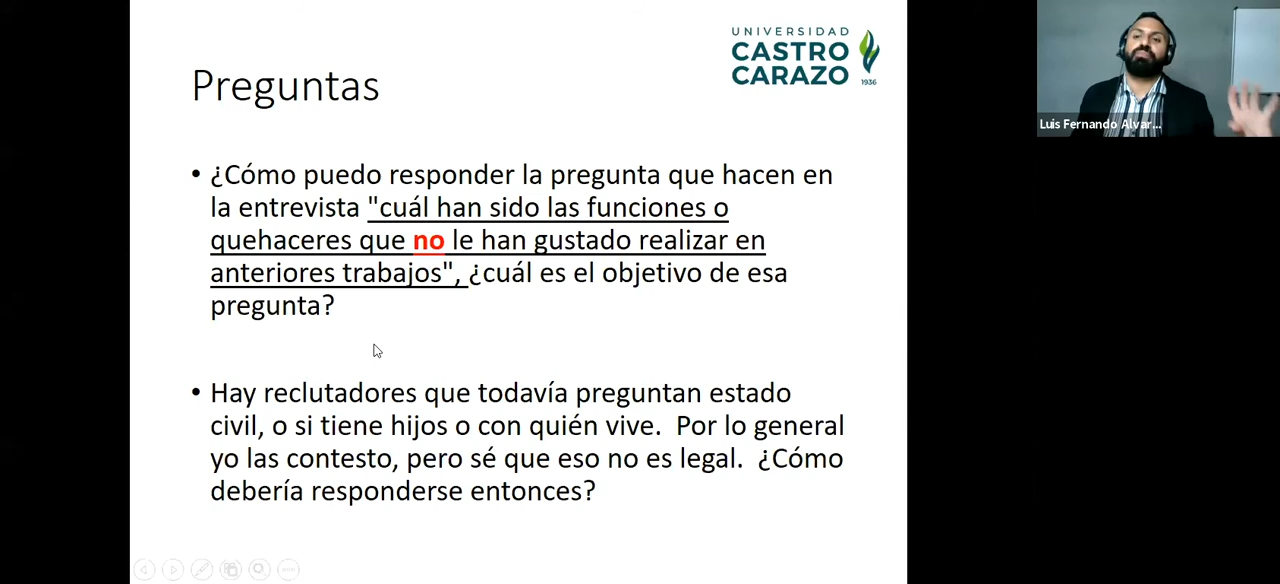 UNIVERSIDAD
CASTRO
CARAZO
1936
Preguntas
Luis Fernando Alvar...
• ¿Cómo puedo responder la pregunta que hacen en
la entrevista "cuál han sido las funciones o
quehaceres que no le han gustado realizar en
anteriores trabajos", ¿cuál es el objetivo de esa
pregunta?
• Hay reclutadores que todavía preguntan estado
civil, o si tiene hijos o con quién vive. Por lo general
yo las contesto, pero sé que eso no es legal. ¿Cómo
debería responderse entonces?